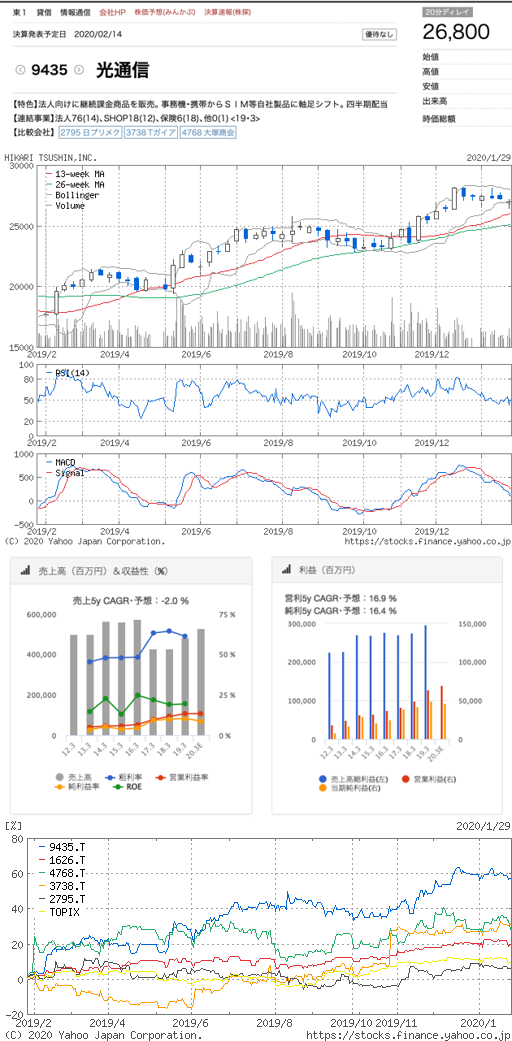 東1 貸借 情報通信 会社HP 株価予想(みんかぶ) 決算速報(株探)
20分ディレイ
26,800
決算発表予定日 2020/02/14
優待なし
9435 光通信
始値
高値
安値
出来高
時価総額
【特色】法人向けに継続課金商品を販売。事務機・携帯からSIM等自社製品に軸足シフト。四半期配当
【連結事業】法人76(14)、SHOP18(12)、保険6(18)、他0(1) <19・3>
【比較会社】 2795 日プリメク 3738 Tガイア 4768 大塚商会
HIKARI TSUSHIN,INC.
2020/1/29
30000
13-week MA
26-week MA
Bollinger
Volume
25000
20000
15000
2019/2 2019/4 2019/6 2019/8 2019/10 2019/12
100
RSI(14)
80
50
20
0
2019/2 2019/4 2019/6 2019/8 2019/10 2019/12
1000
MACD
Signal
500
0
-500
2019/2 2019/4 2019/6 2019/8 2019/10 2019/12
(C) 2020 Yahoo Japan Corporation.
https://stocks.finance.yahoo.co.jp
売上高（百万円）＆収益性（%）
売上5y CAGR・予想：-2.0 %
600,000 75 %
400,000 50 %
200,000 25 %
0 0 %
12.3 13.3 14.3 15.3 16.3 17.3 18.3 19.3 20.3E
売上高 粗利率 営業利益率
純利益率 ROE
利益（百万円）
営利5y CAGR・予想：16.9 %
純利5y CAGR・予想：16.4 %
300,000 150,000
200,000 100,000
100,000 50,000
0 0
12.3 13.3 14.3 15.3 16.3 17.3 18.3 19.3 20.3E
売上高総利益(左) 営業利益(右)
当期純利益(右)
[%]
2020/1/29
80
9435.T
1626.T
4768.T
3738.T
2795.T
TOPIX
60
40
20
0
-20
2019/2 2019/4 2019/6 2019/8 2019/10 2019/11 2020/1
(C) 2020 Yahoo Japan Corporation.
https://stocks.finance.yahoo.co.jp